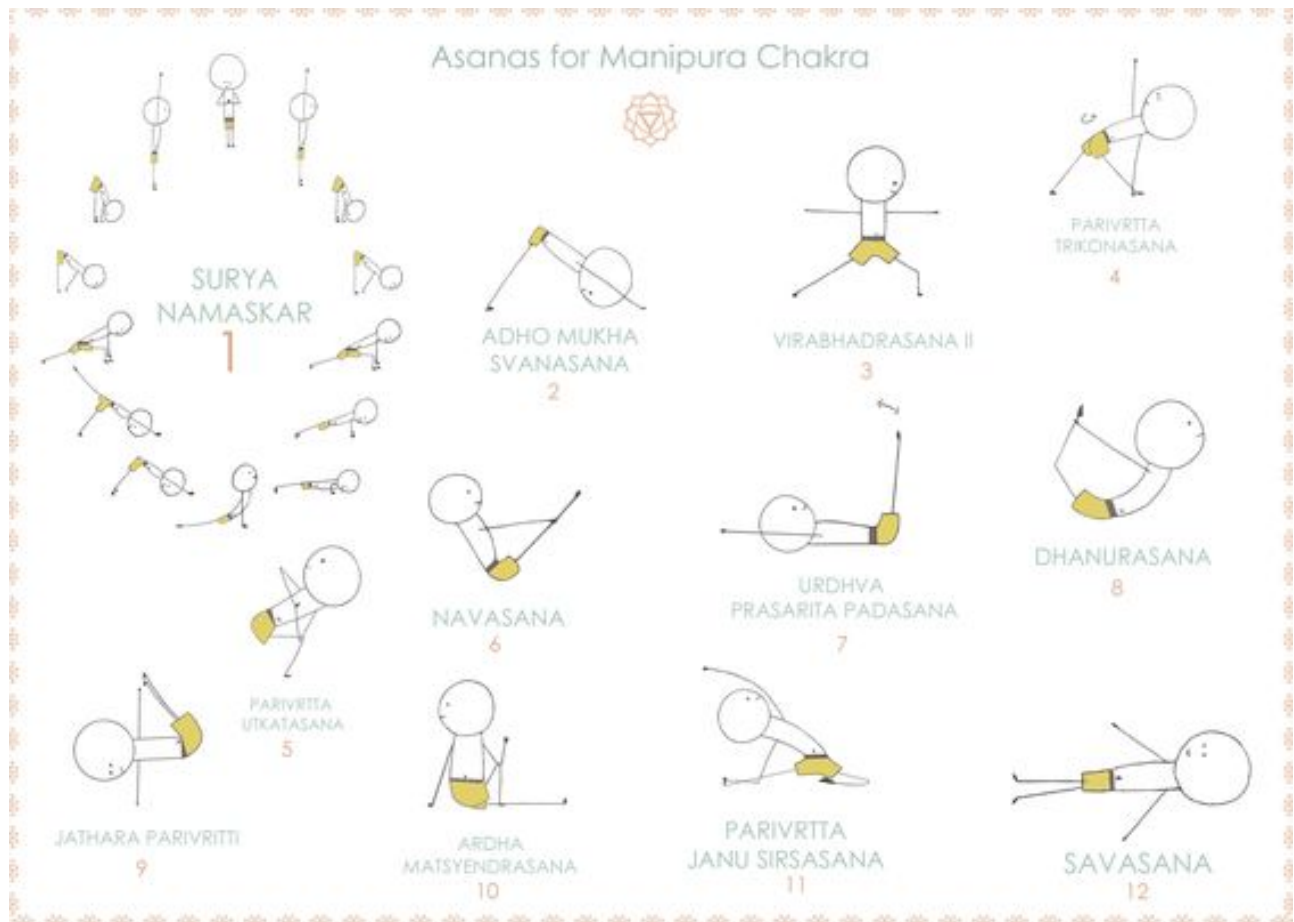 Asanas for Manipura Chakra
SURYA
NAMASKAR
1
ADHO MUKHA
SVANASANA
2
VIRABHADRASANA II
3
PARIVRTTA
TRIKONASANA
4
PARIVRTTA
UTKATASANA
5
NAVASANA
6
URDHVA
PRASARITA PADASANA
7
DHANURASANA
8
JATHARA PARIVRITTI
9
ARDHA
MATSYENDRASANA
10
PARIVRTTA
JANU SIRSASANA
11
SAVASANA
12